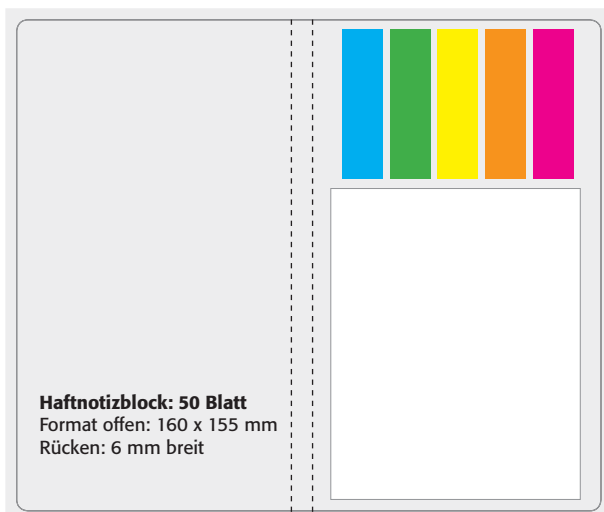 Haftnotizblock: 50 Blatt
Format offen: 160 x 155 mm
Rücken: 6 mm breit